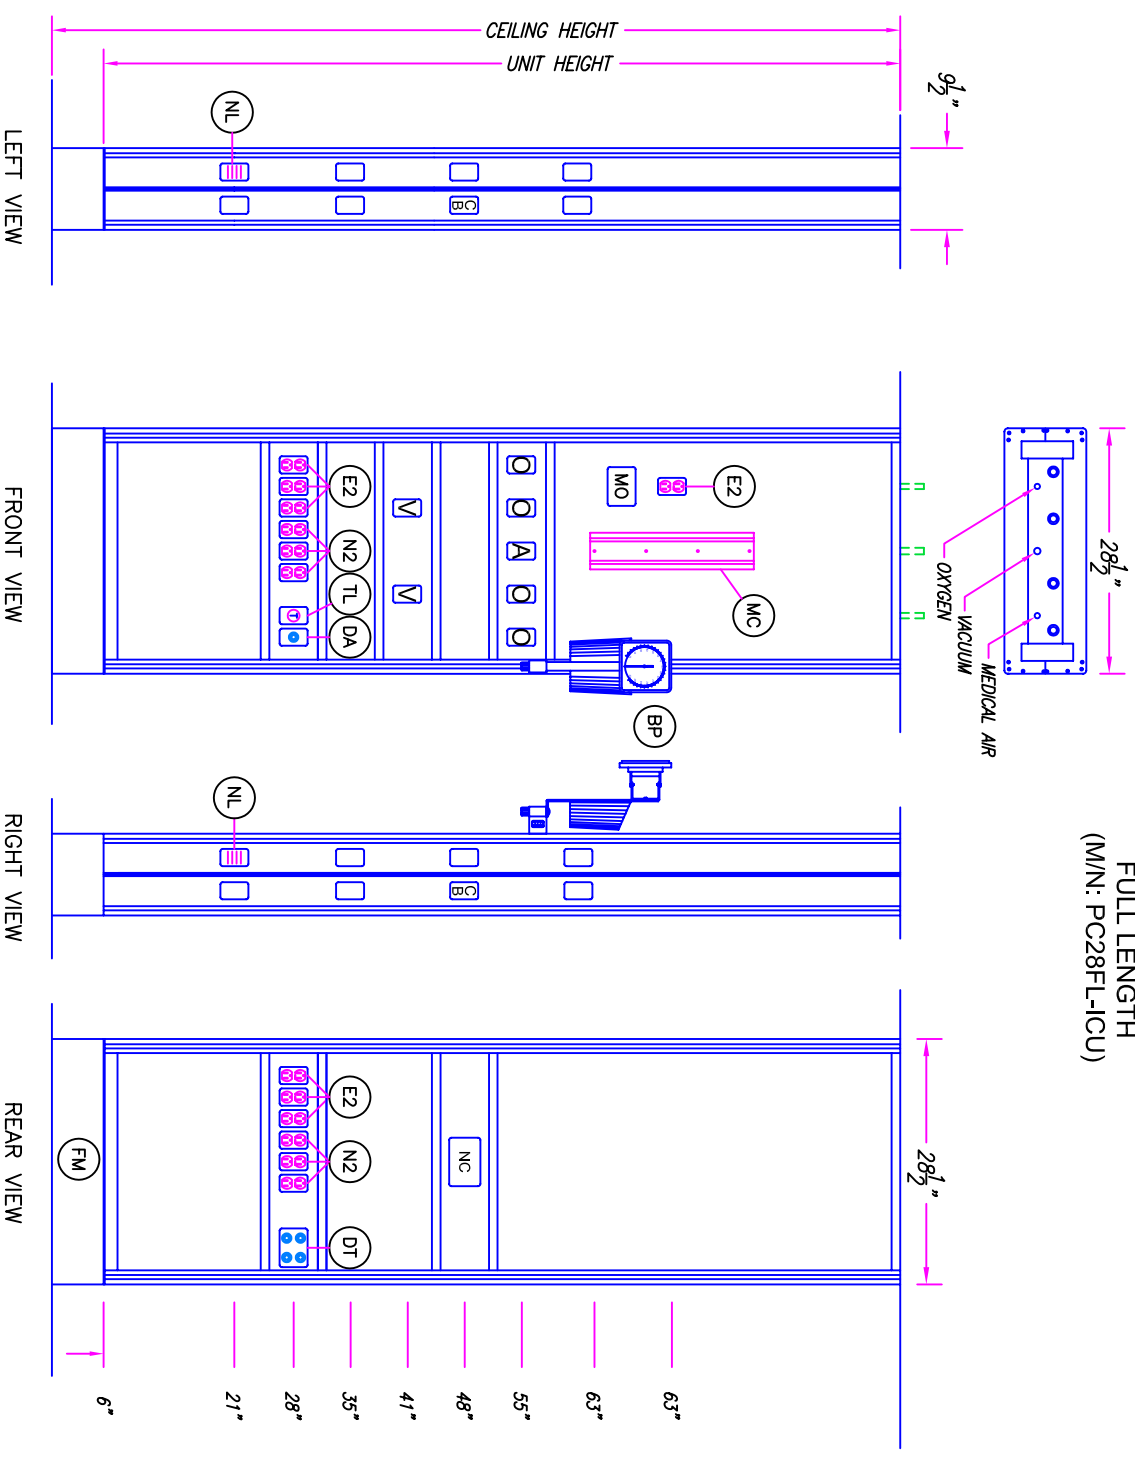 FULL LENGTH
(M/N: PC28FL-ICU)
CEILING HEIGHT
UNIT HEIGHT
9 1/2"
28 1/2"
OXYGEN
VACUUM
MEDICAL AIR
28 1/2"
NL
CB
LEFT VIEW
E2
MO
MC
O O A O O
V V
E2 N2 TL DA
T
BP
FRONT VIEW
NL
CB
RIGHT VIEW
NC
E2 N2 DT
FM
REAR VIEW
63"
63"
55"
48"
41"
35"
28"
21"
6"